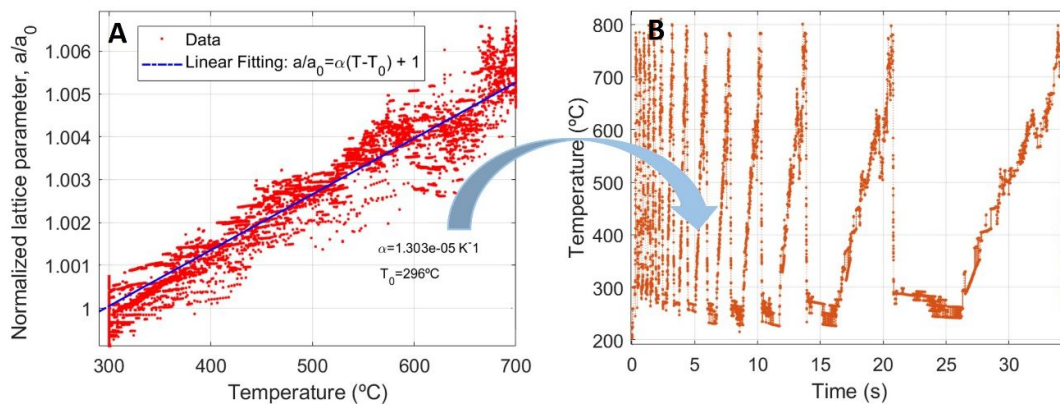 A
Data
Linear Fitting: a/a0=α(T-T0) + 1
α=1.303e-05 K-1
T0=296ºC
Normalized lattice parameter, a/a0
1.006
1.005
1.004
1.003
1.002
1.001
1
300
400
500
600
700
Temperature (ºC)
B
Temperature (ºC)
800
700
600
500
400
300
200
0
5
10
15
20
25
30
Time (s)